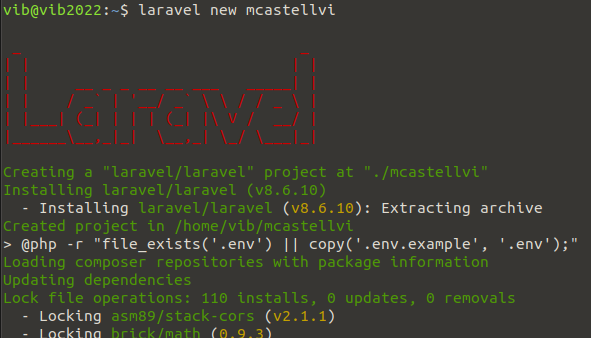 vib@vib2022:~$ laravel new mcastellvi
Laravel
Creating a "laravel/laravel" project at "./mcastellvi"
Installing laravel/laravel (v8.6.10)
- Installing laravel/laravel (v8.6.10): Extracting archive
Created project in /home/vib/mcastellvi
> @php -r "file_exists('.env') || copy('.env.example', '.env');"
Loading composer repositories with package information
Updating dependencies
Lock file operations: 110 installs, 0 updates, 0 removals
- Locking asm89/stack-cors (v2.1.1)
- Locking brick/math (0.9.3)